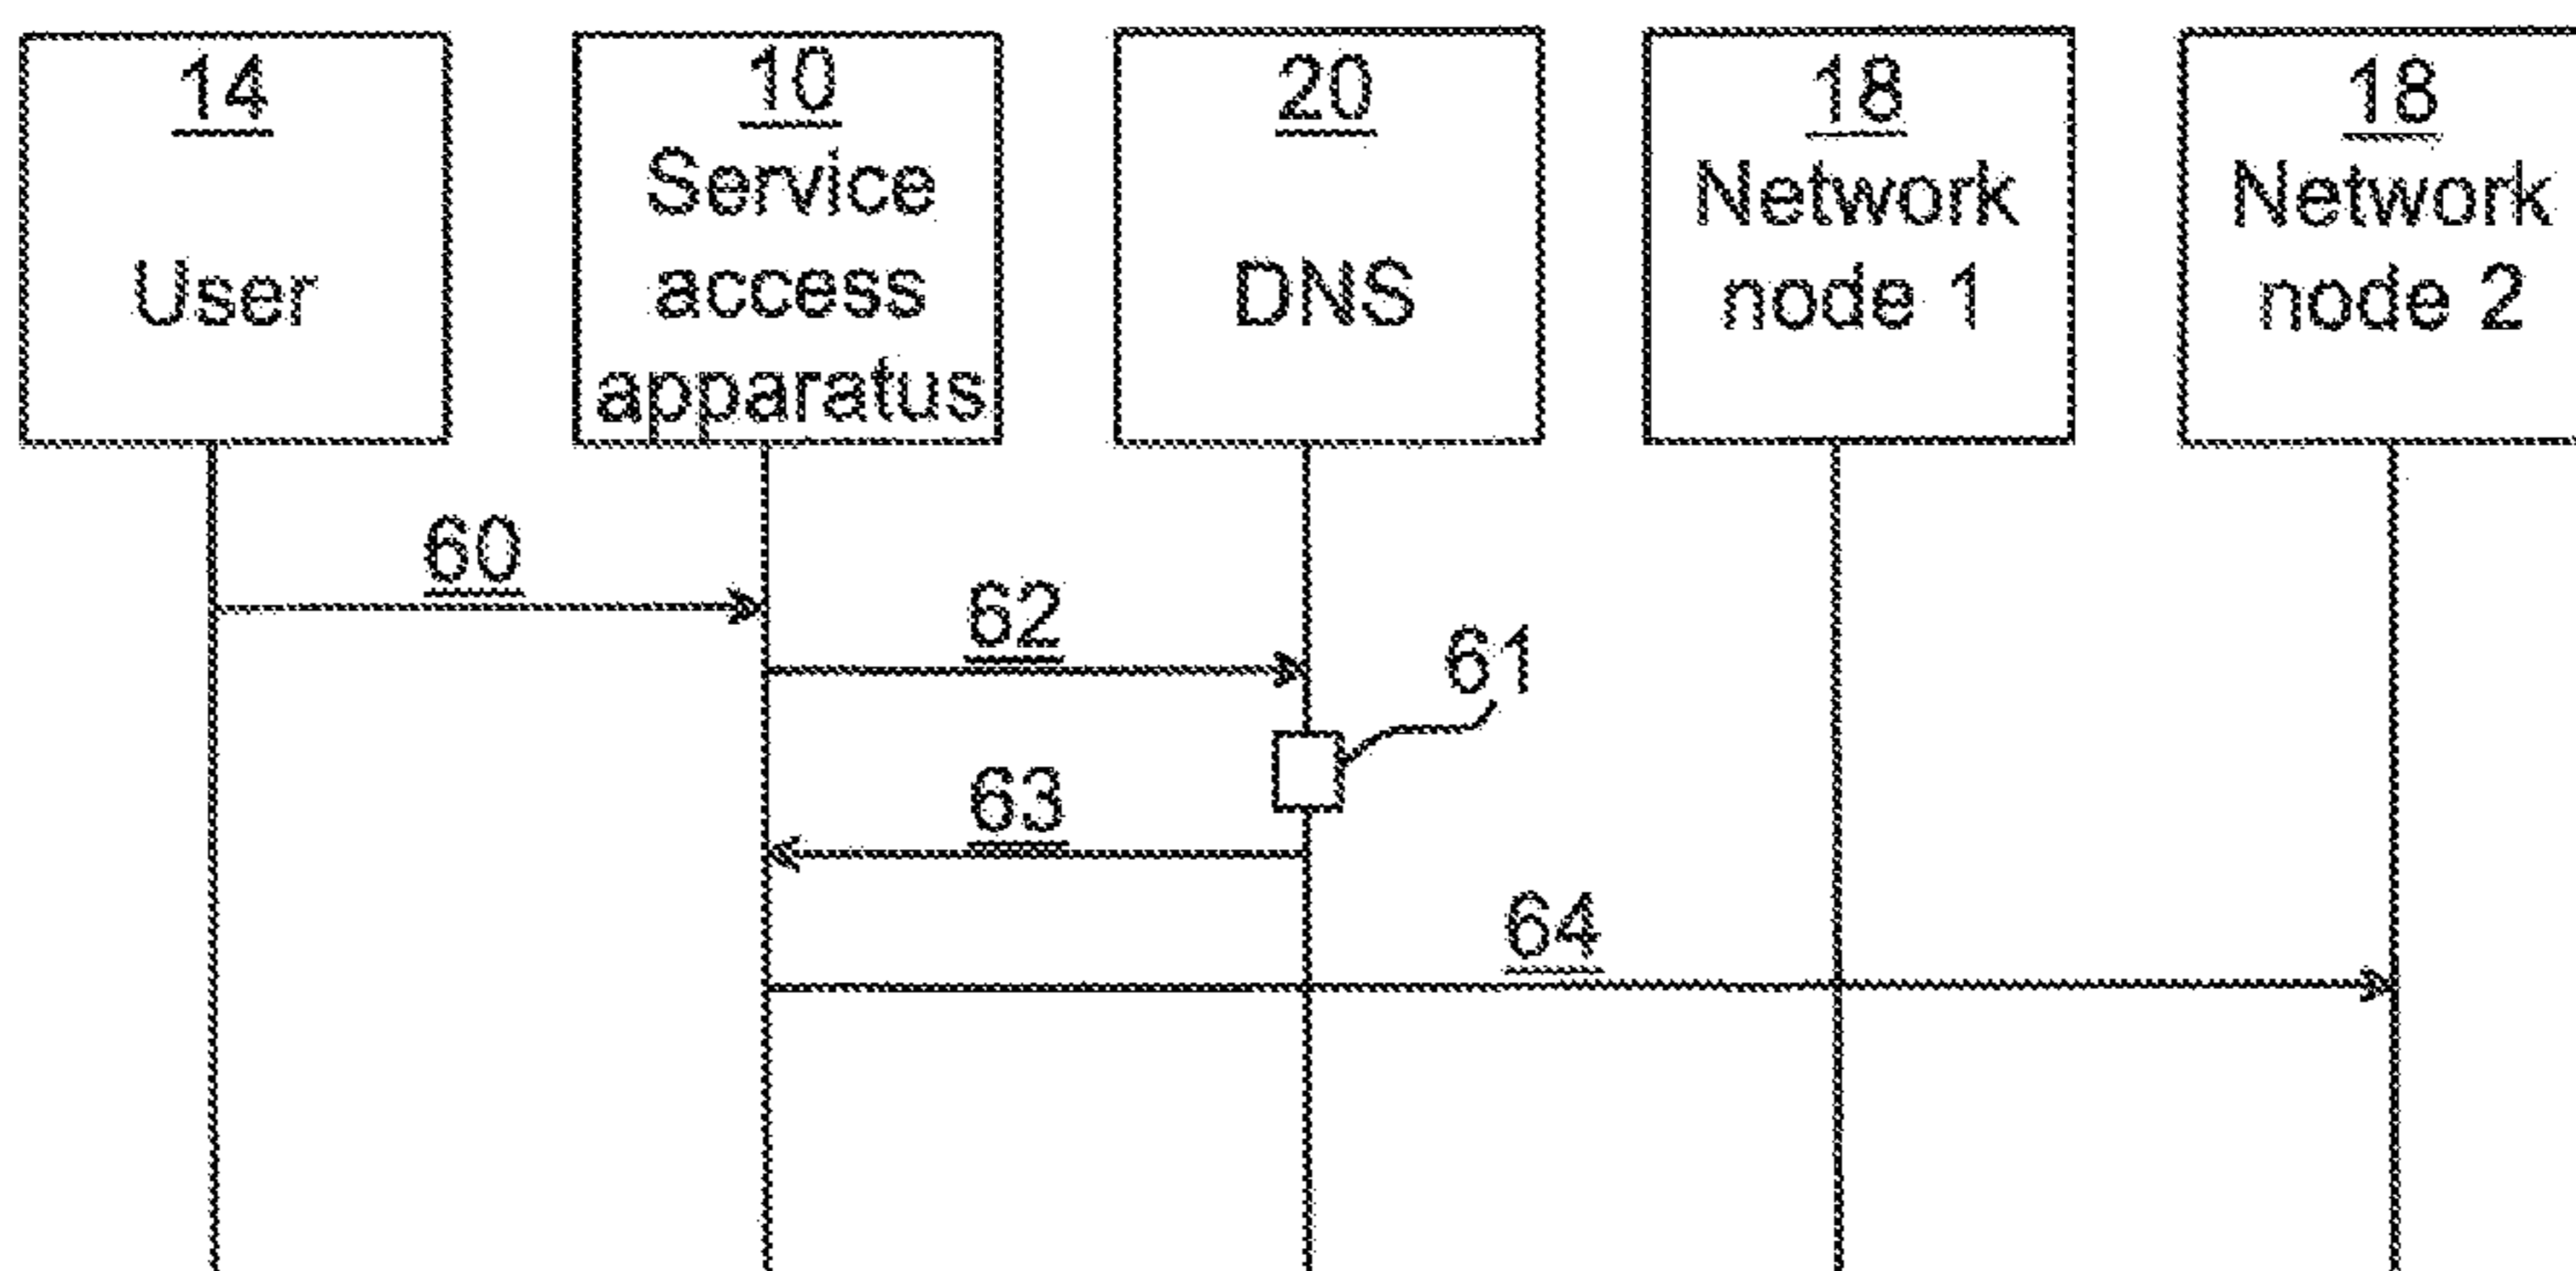 14
User
10
Service
access
apparatus
20
DNS
18
Network
node 1
18
Network
node 2
60
62
61
63
64